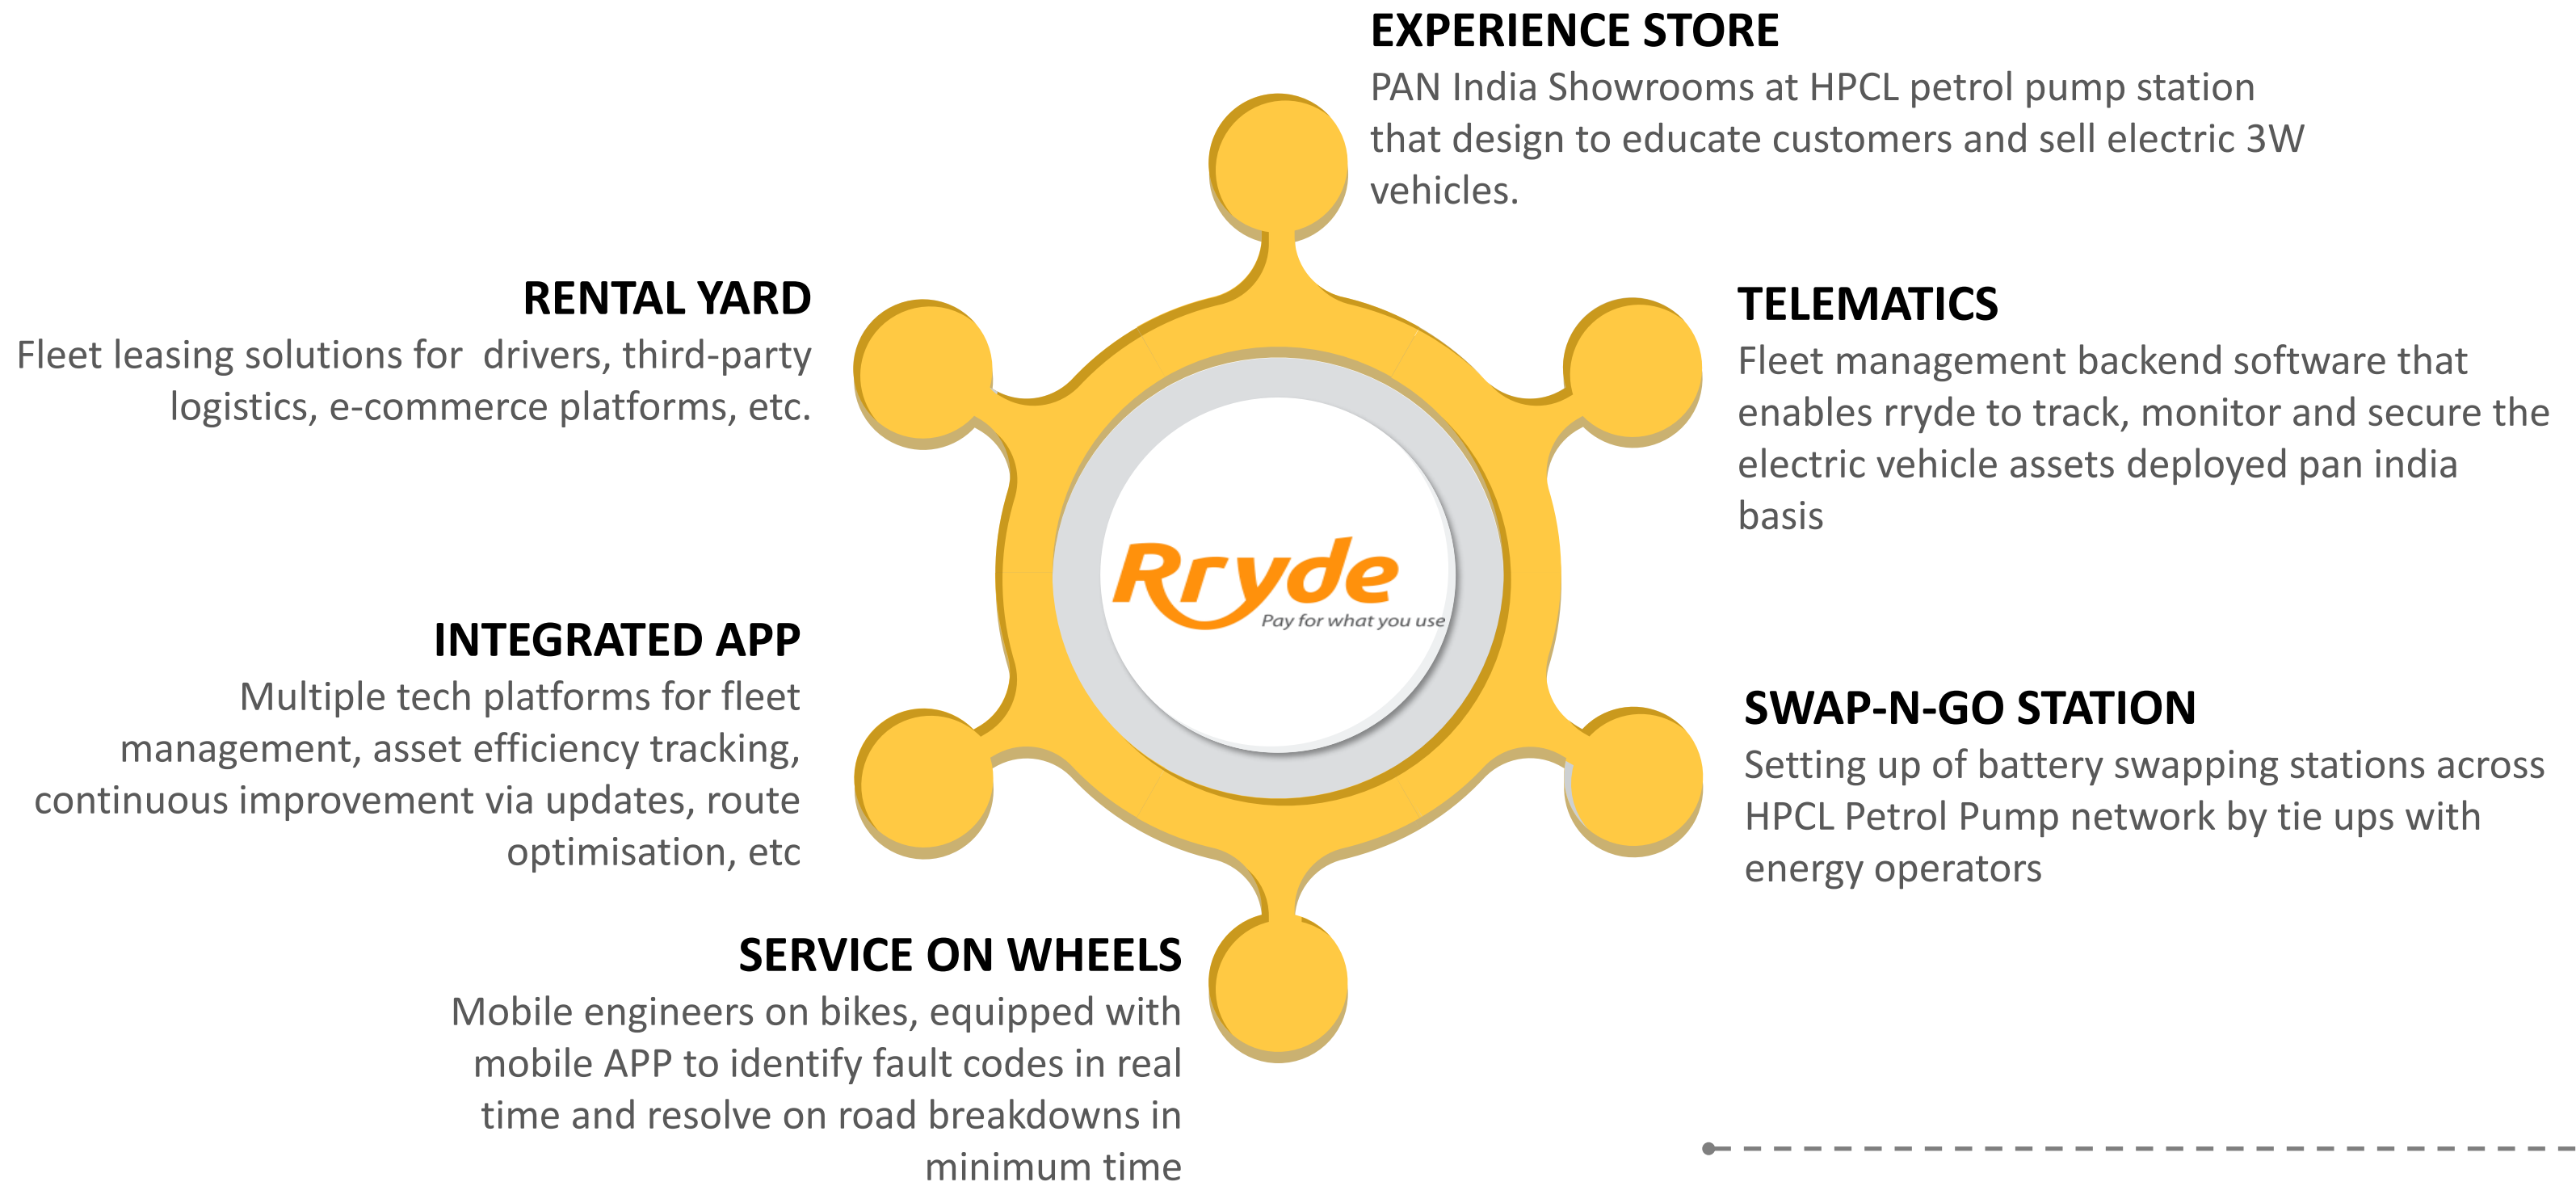 EXPERIENCE STORE
PAN India Showrooms at HPCL petrol pump station
that design to educate customers and sell electric 3W
vehicles.
RENTAL YARD
Fleet leasing solutions for  drivers, third-party
logistics, e-commerce platforms, etc.
TELEMATICS
Fleet management backend software that
enables rryde to track, monitor and secure the
electric vehicle assets deployed pan india
basis
Rryde
Pay for what you use
INTEGRATED APP
Multiple tech platforms for fleet
management, asset efficiency tracking,
continuous improvement via updates, route
optimisation, etc
SWAP-N-GO STATION
Setting up of battery swapping stations across
HPCL Petrol Pump network by tie ups with
energy operators
SERVICE ON WHEELS
Mobile engineers on bikes, equipped with
mobile APP to identify fault codes in real
time and resolve on road breakdowns in
minimum time